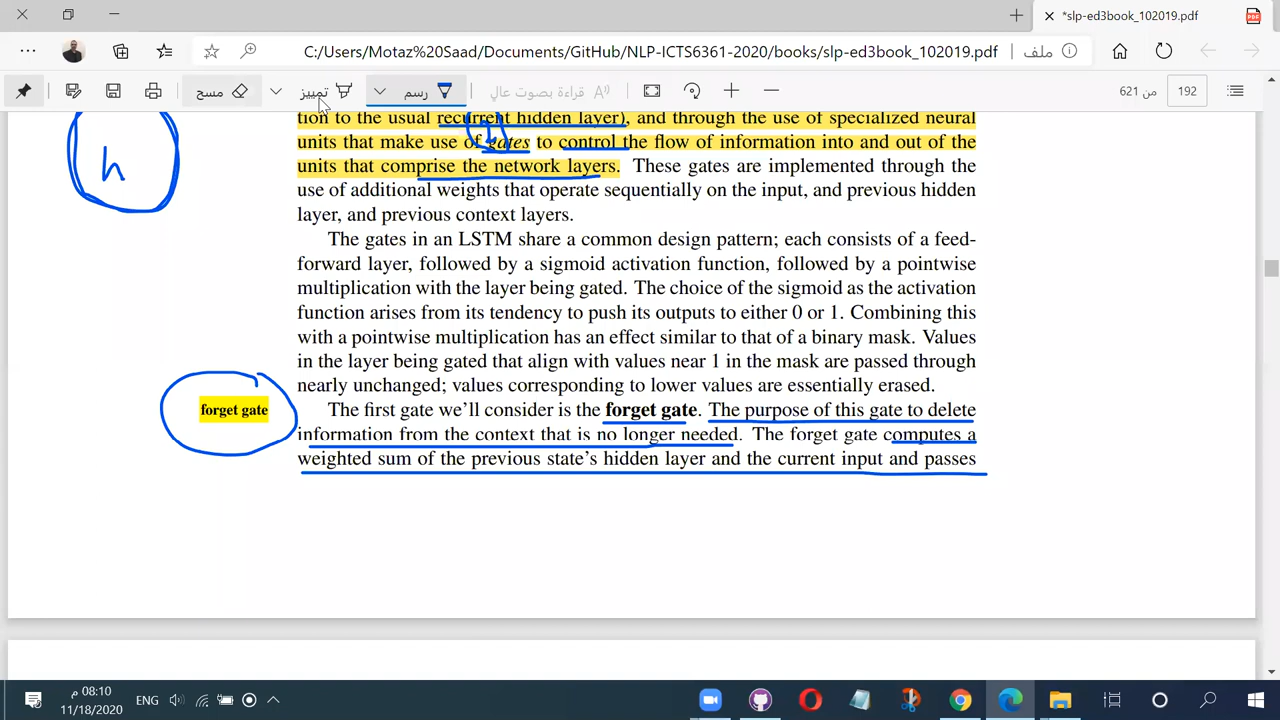 *slp-ed3book_102019.pdf
C:/Users/Motaz%20Saad/Documents/GitHub/NLP-ICTS6361-2020/books/slp-ed3book_102019.pdf
ملف
192
من 621
قراءة بصوت عالٍ
رسم
تمييز
مسح
tion to the usual recurrent hidden layer), and through the use of specialized neural
units that make use of gates to control the flow of information into and out of the
units that comprise the network layers. These gates are implemented through the
use of additional weights that operate sequentially on the input, and previous hidden
layer, and previous context layers.
h
The gates in an LSTM share a common design pattern; each consists of a feed-
forward layer, followed by a sigmoid activation function, followed by a pointwise
multiplication with the layer being gated. The choice of the sigmoid as the activation
function arises from its tendency to push its outputs to either 0 or 1. Combining this
with a pointwise multiplication has an effect similar to that of a binary mask. Values
in the layer being gated that align with values near 1 in the mask are passed through
nearly unchanged; values corresponding to lower values are essentially erased.
forget gate
The first gate we'll consider is the forget gate. The purpose of this gate to delete
information from the context that is no longer needed. The forget gate computes a
weighted sum of the previous state's hidden layer and the current input and passes
08:10 م
11/18/2020
ENG